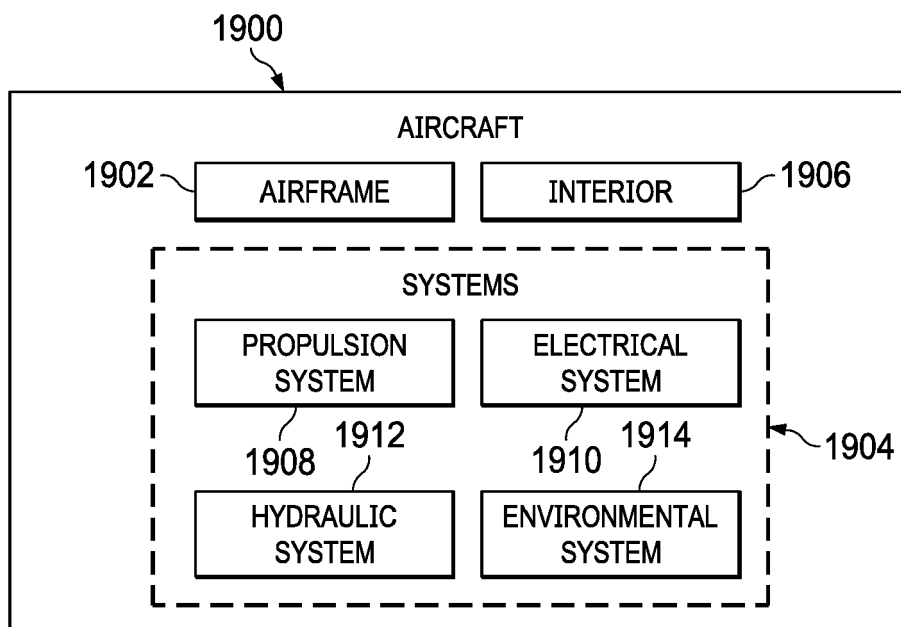 1900
AIRCRAFT
1902
AIRFRAME
INTERIOR
1906
SYSTEMS
PROPULSION
SYSTEM
ELECTRICAL
SYSTEM
1908
1912
1910
1914
1904
HYDRAULIC
SYSTEM
ENVIRONMENTAL
SYSTEM